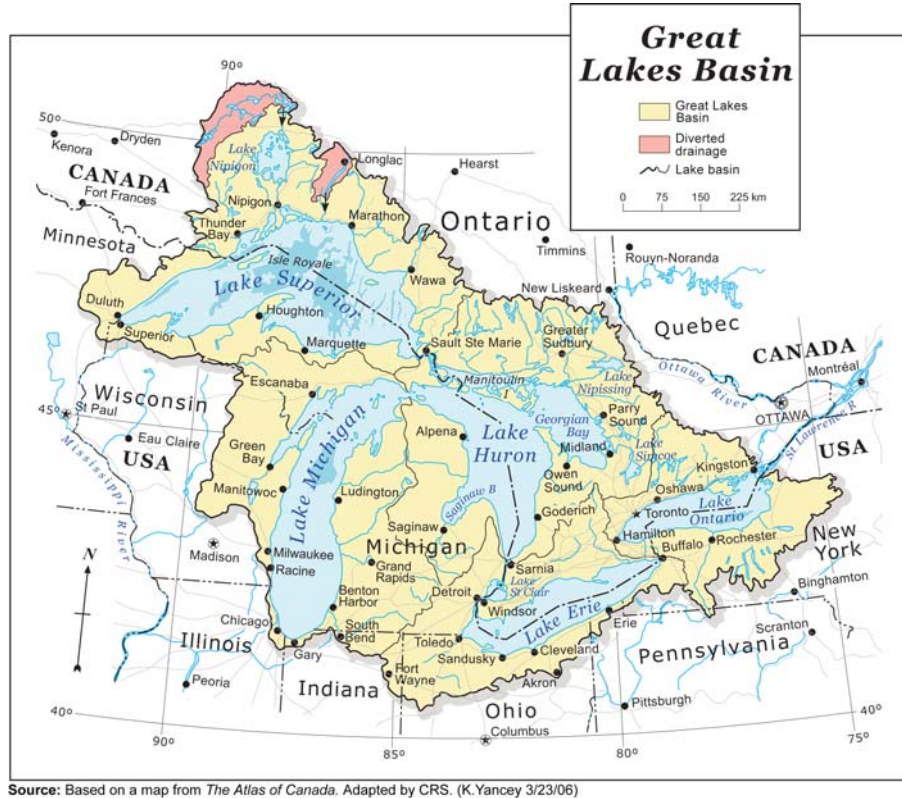 Great
Lakes Basin
Great Lakes
Basin
Diverted
drainage
Lake basin
0 75 150 225 km
90°
50°
Dryden
Kenora
CANADA
Fort Frances
Lake
Nipigon
Longlac
Hearst
Nipigon
Marathon
Ontario
Thunder
Bay
Minnesota
Timmins
Rouyn-Noranda
Isle Royale
Wawa
New Liskeard
Lake Superior
Duluth
Superior
Houghton
Marquette
Sault Ste Marie
Greater
Sudbury
Quebec
CANADA
Montréal
Ottawa River
OTTAWA
St Lawrence R
USA
Manitoulin
I
Lake
Nipissing
Escanaba
Wisconsin
45°
St Paul
Eau Claire
USA
Mississippi
River
Green
Bay
Manitowoc
Lake Michigan
Ludington
Alpena
Lake
Huron
Georgian
Bay
Parry
Sound
Midland
Lake
Simcoe
Owen
Sound
Kingston
Oshawa
Lake
Ontario
Toronto
Saginaw B
Goderich
Hamilton
Rochester
Buffalo
New
York
Saginaw
Michigan
Madison
Milwaukee
Racine
Grand
Rapids
Sarnia
Lake
St Clair
Detroit
Windsor
Lake Erie
Binghamton
N
Benton
Harbor
Chicago
South
Bend
Toledo
Erie
Scranton
Illinois
Gary
Sandusky
Cleveland
Pennsylvania
Peoria
Indiana
Fort
Wayne
Akron
Ohio
Pittsburgh
Columbus
40°
90°
85°
80°
40°
75°
Source: Based on a map from The Atlas of Canada. Adapted by CRS. (K.Yancey 3/23/06)